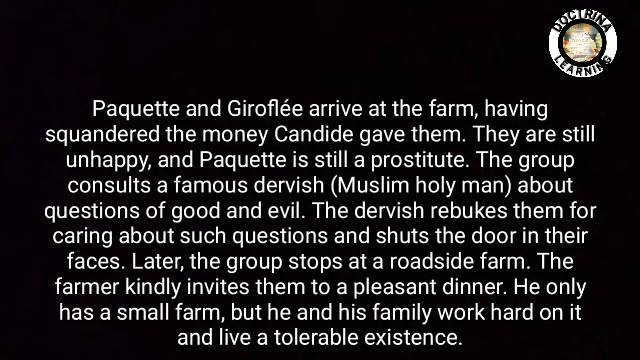 DOCTRINA
LEARNING
Paquette and Giroflée arrive at the farm, having
squandered the money Candide gave them. They are still
unhappy, and Paquette is still a prostitute. The group
consults a famous dervish (Muslim holy man) about
questions of good and evil. The dervish rebukes them for
caring about such questions and shuts the door in their
faces. Later, the group stops at a roadside farm. The
farmer kindly invites them to a pleasant dinner. He only
has a small farm, but he and his family work hard on it
and live a tolerable existence.